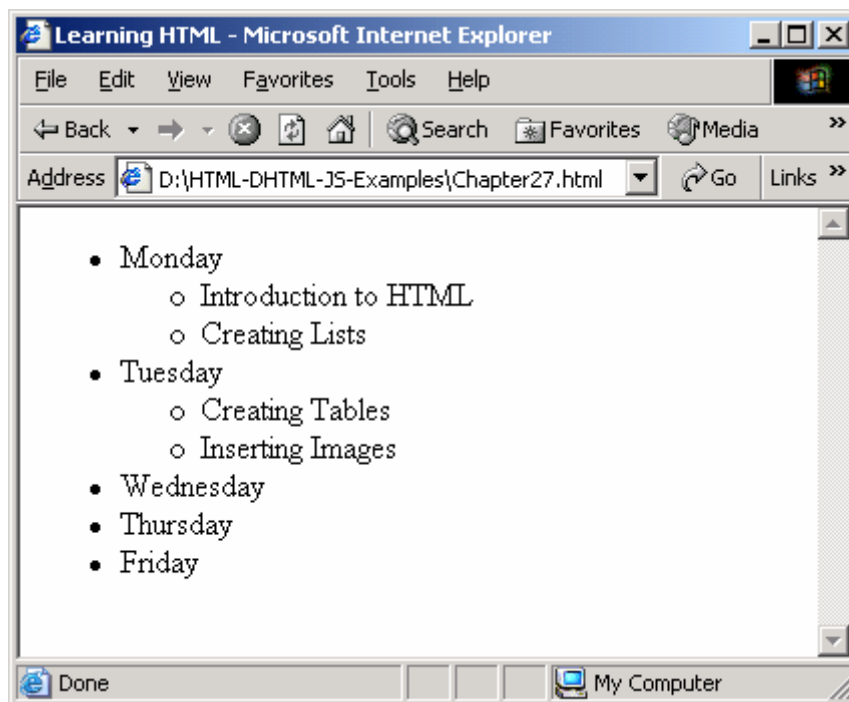 Learning HTML - Microsoft Internet Explorer
File Edit View Favorites Tools Help
Back Search Favorites Media »
Address D:\HTML-DHTML-JS-Examples\Chapter27.html Go Links »
• Monday
o Introduction to HTML
o Creating Lists
• Tuesday
o Creating Tables
o Inserting Images
• Wednesday
• Thursday
• Friday
Done My Computer